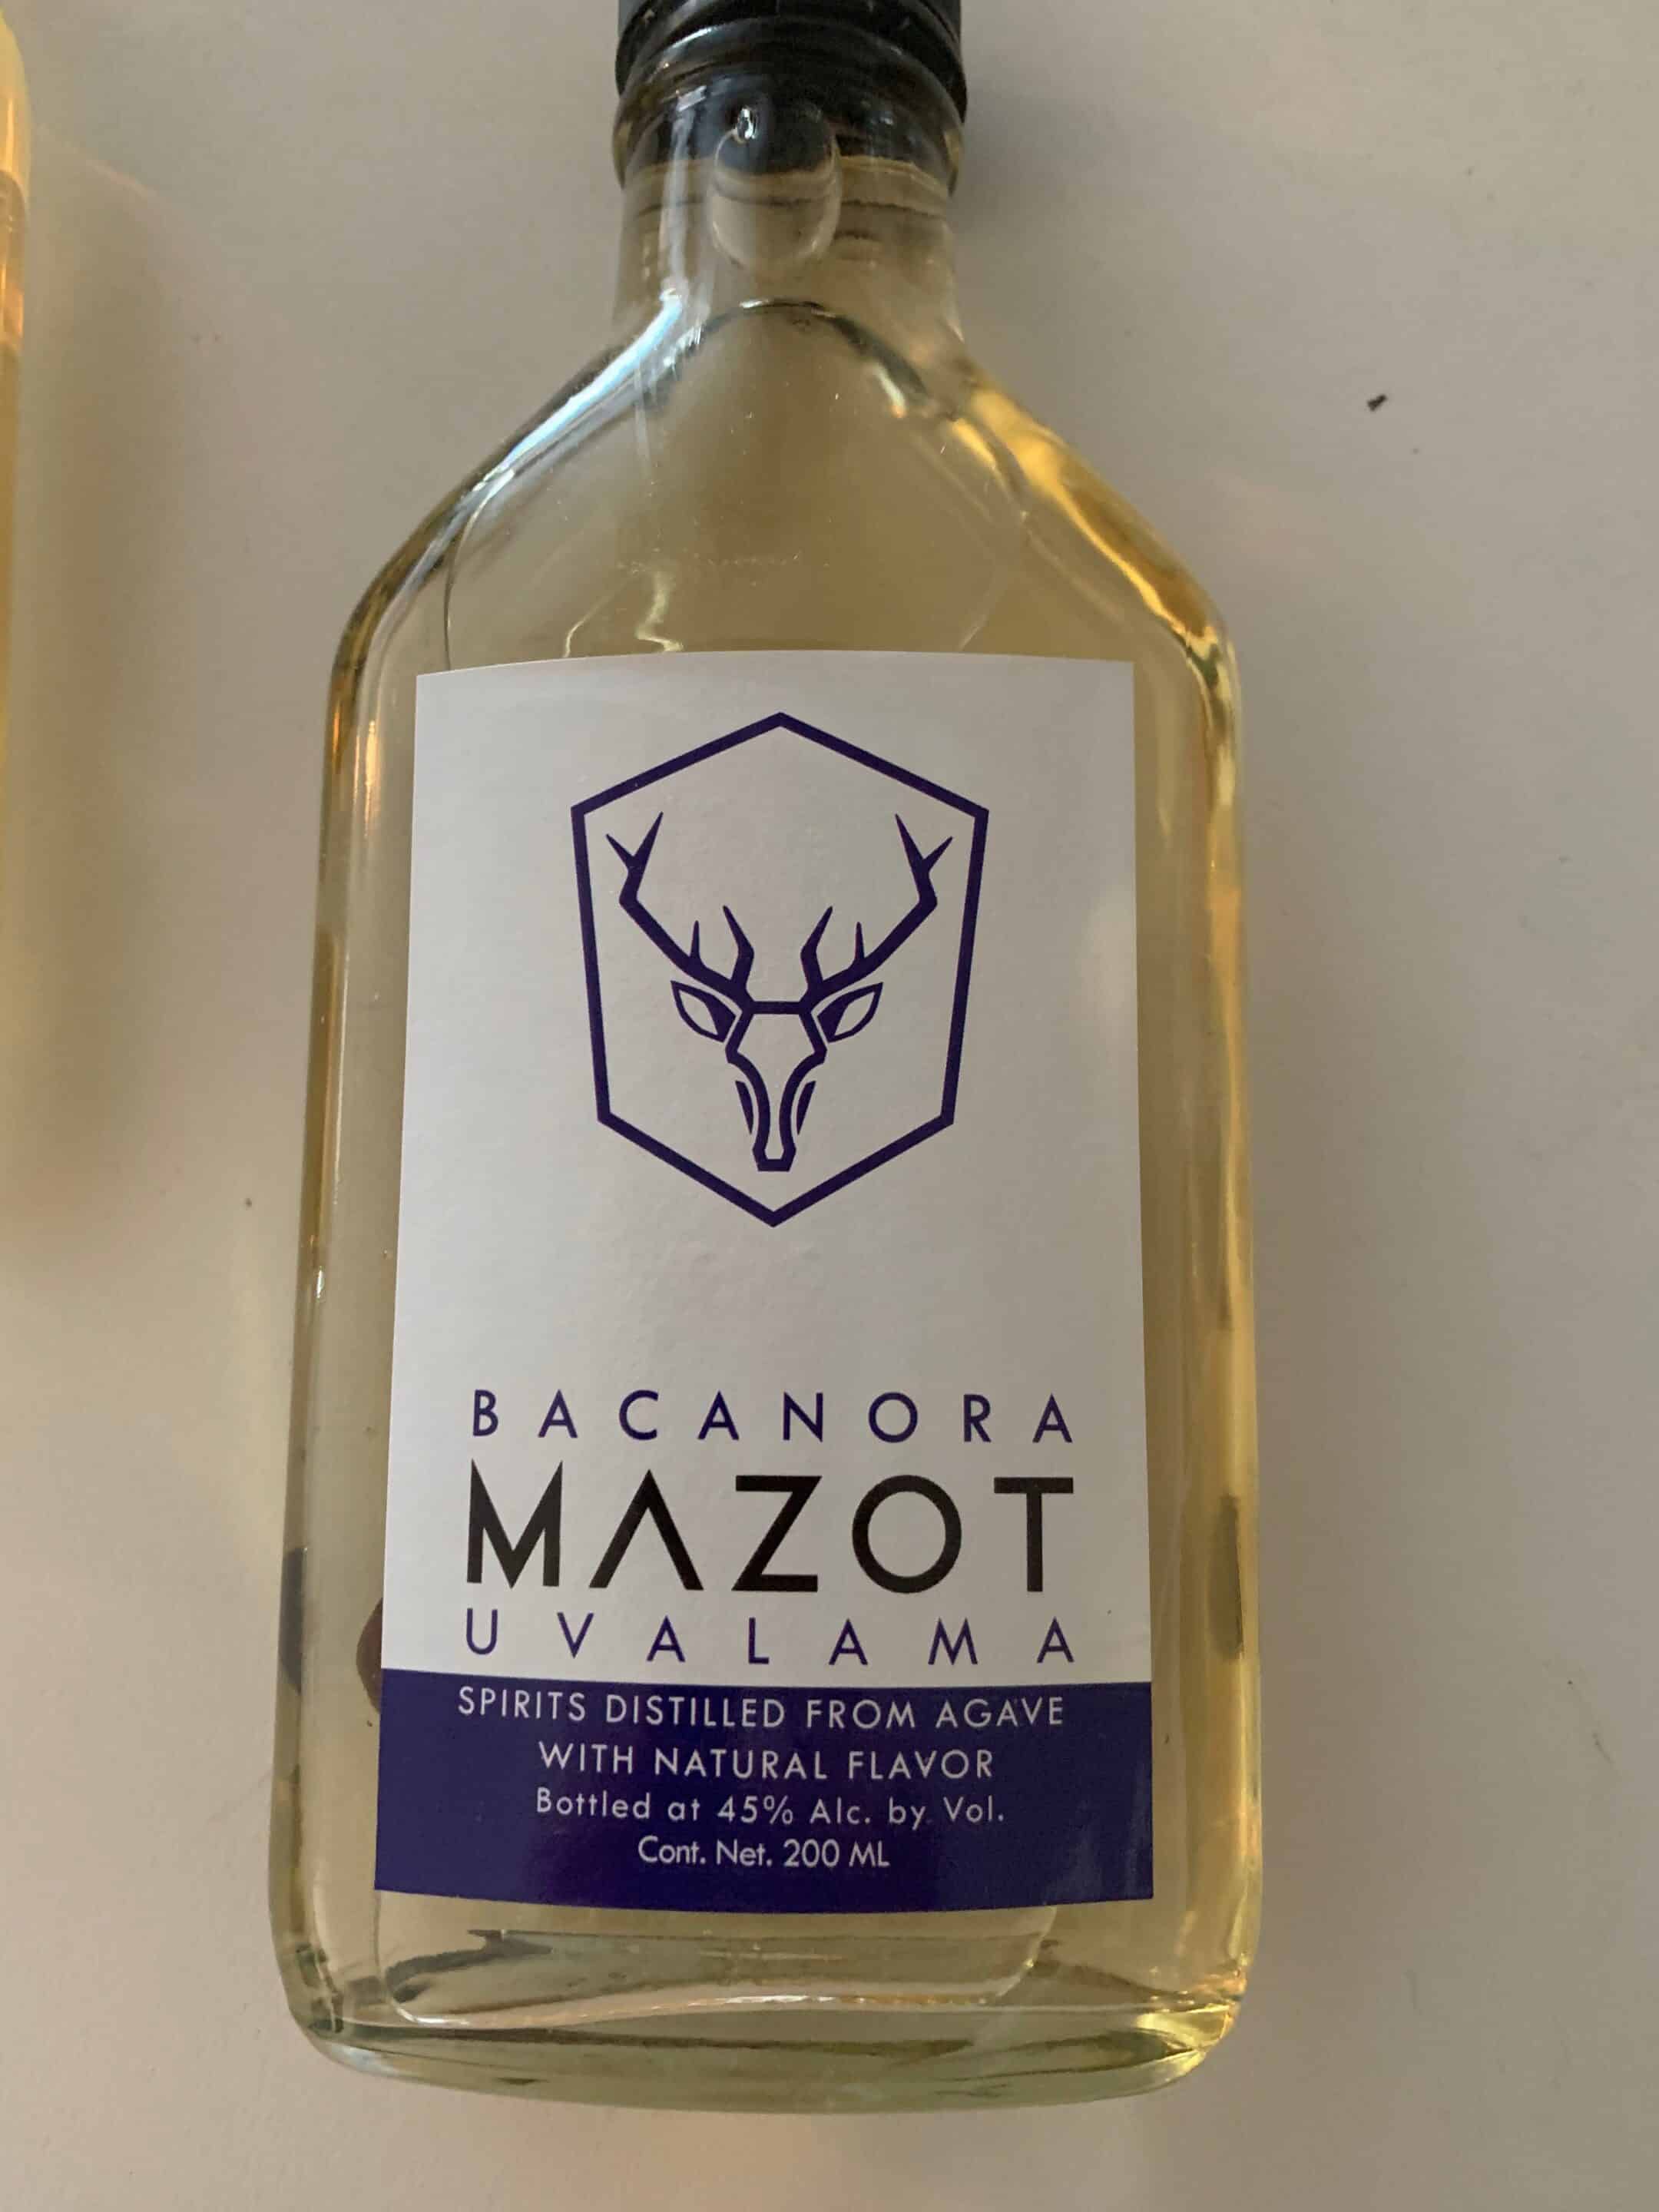 BACANORA
MAZOT
UVALAMA
SPIRITS DISTILLED FROM AGAVE
WITH NATURAL FLAVOR
Bottled at 45% Alc. by Vol.
Cont. Net. 200 ML